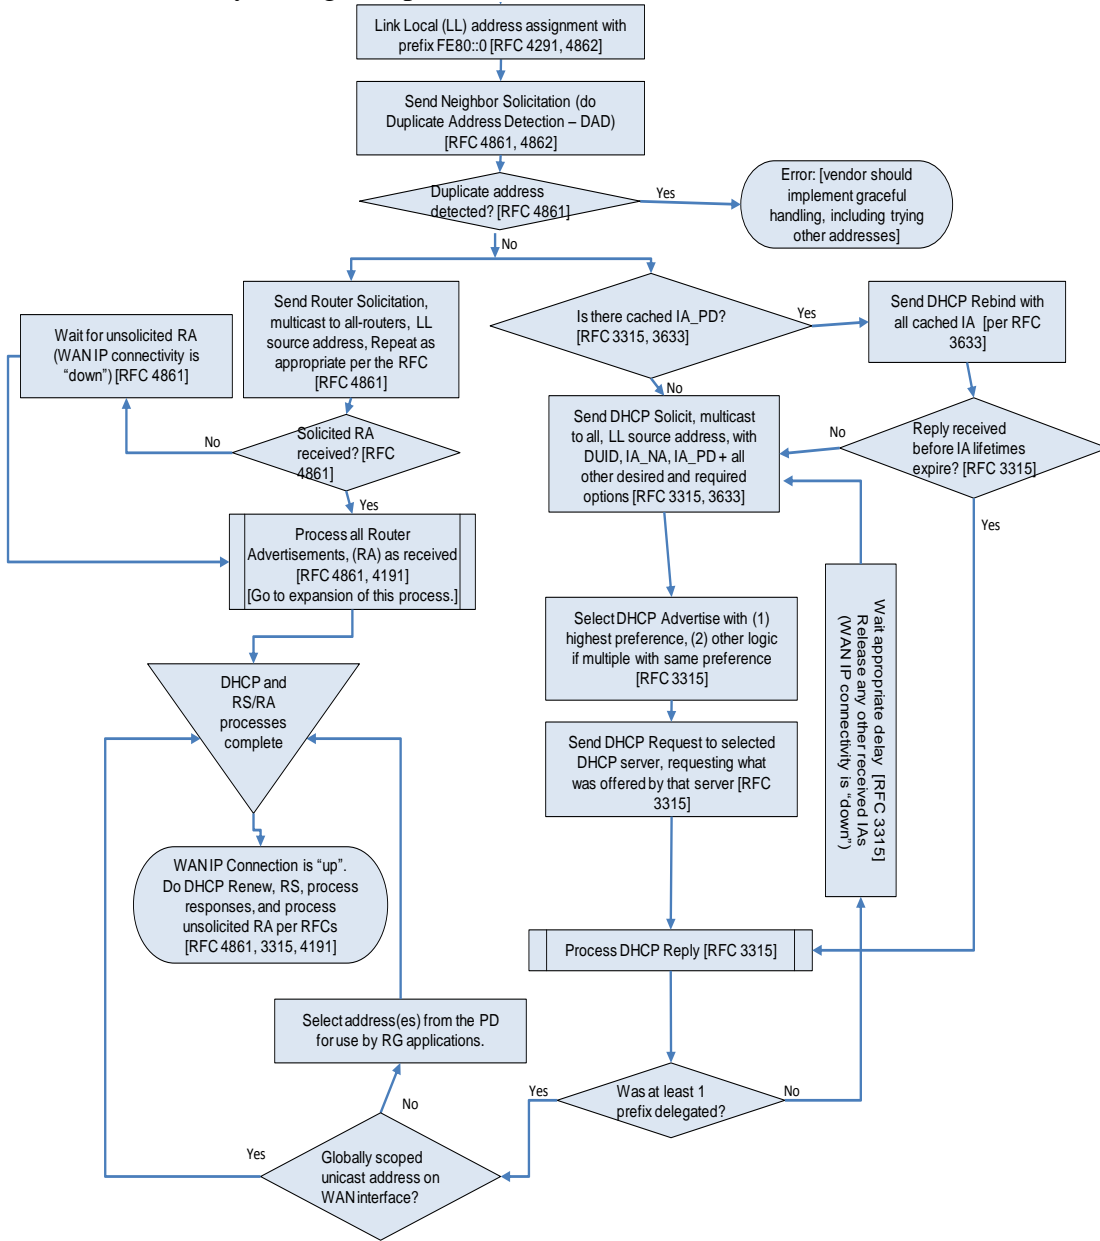 Link Local (LL) address assignment with
prefix FE80::0 [RFC 4291, 4862]
Send Neighbor Solicitation (do
Duplicate Address Detection – DAD)
[RFC 4861, 4862]
Duplicate address
detected? [RFC 4861]
Yes
Error: [vendor should
implement graceful
handling, including trying
other addresses]
No
Send Router Solicitation,
multicast to all-routers, LL
source address, Repeat as
appropriate per the RFC
[RFC 4861]
Is there cached IA_PD?
[RFC 3315, 3633]
Yes
Send DHCP Rebind with
all cached IA [per RFC
3633]
Wait for unsolicited RA
(WAN IP connectivity is
“down”) [RFC 4861]
No
Solicited RA
received? [RFC
4861]
No
Yes
Send DHCP Solicit, multicast
to all, LL source address, with
DUID, IA_NA, IA_PD + all
other desired and required
options [RFC 3315, 3633]
No
Reply received
before IA lifetimes
expire? [RFC 3315]
Yes
Process all Router
Advertisements, (RA) as received
[RFC 4861, 4191]
[Go to expansion of this process.]
Select DHCP Advertise with (1)
highest preference, (2) other logic
if multiple with same preference
[RFC 3315]
Wait appropriate delay [RFC 3315]
Release any other received IAs
(WAN IP connectivity is “down”)
DHCP and
RS/RA
processes
complete
Send DHCP Request to selected
DHCP server, requesting what
was offered by that server [RFC
3315]
WAN IP Connection is “up”.
Do DHCP Renew, RS, process
responses, and process
unsolicited RA per RFCs
[RFC 4861, 3315, 4191]
Process DHCP Reply [RFC 3315]
Select address(es) from the PD
for use by RG applications.
Was at least 1
prefix delegated?
Yes
No
No
Yes
Globally scoped
unicast address on
WAN interface?